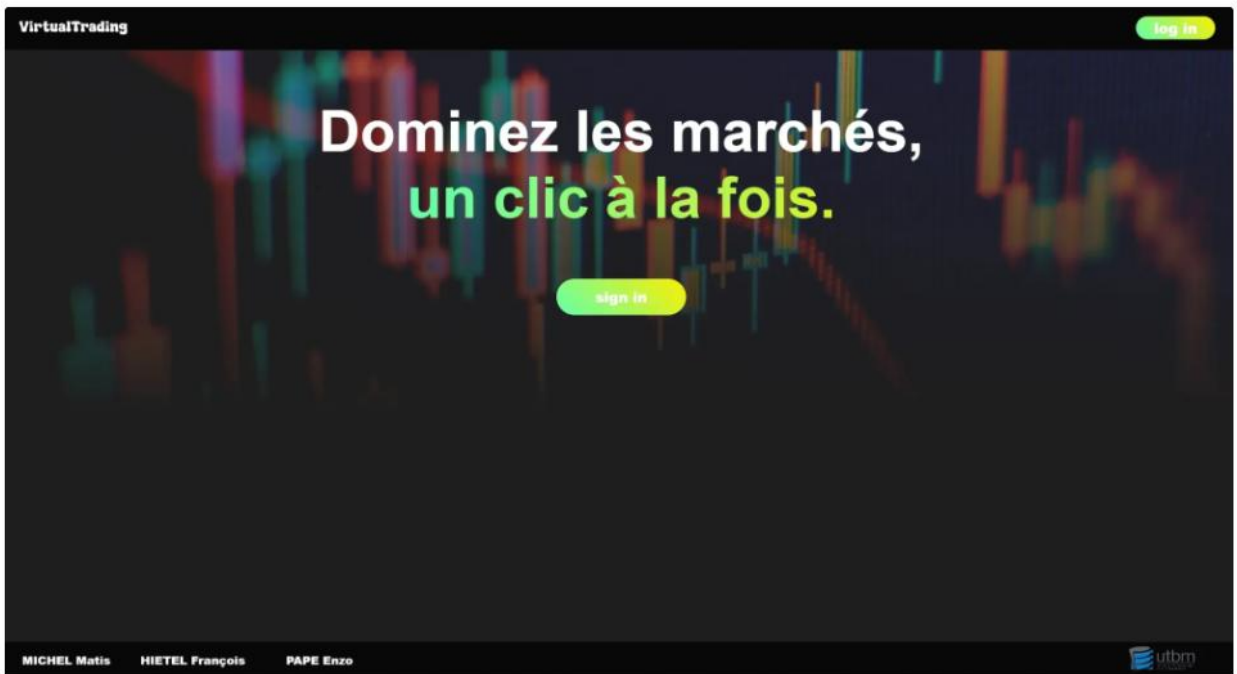 VirtualTrading
log in
Dominez les marchés,
un clic à la fois.
sign in
MICHEL Matis HIETEL François PAPE Enzo
utbm